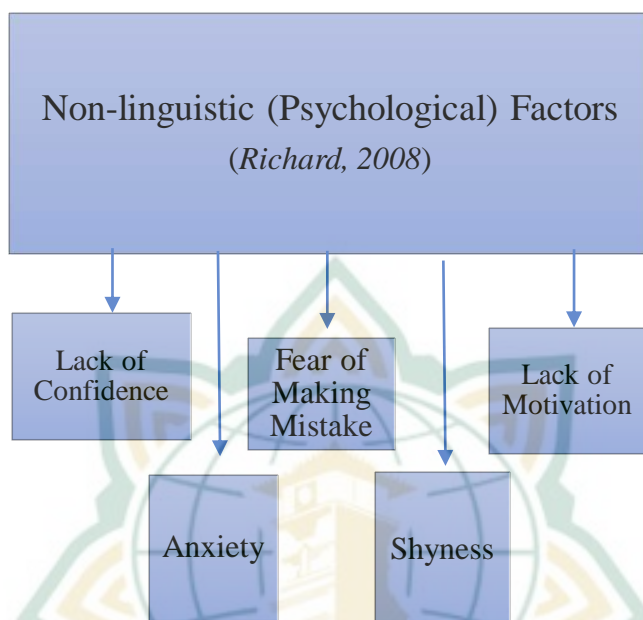 Non-linguistic (Psychological) Factors
(Richard, 2008)
Lack of
Confidence
Fear of
Making
Mistake
Lack of
Motivation
Anxiety
Shyness